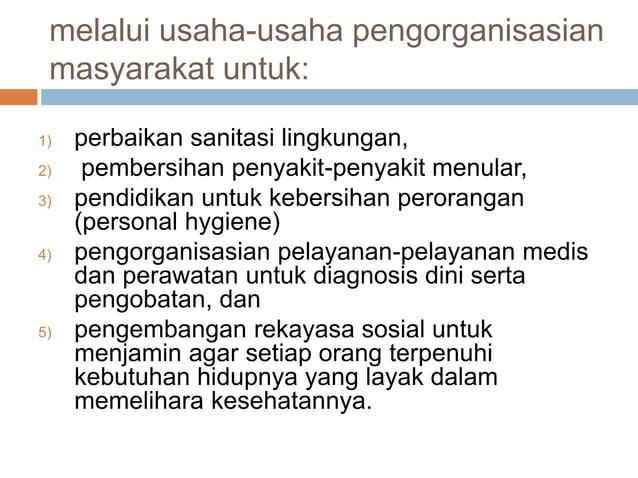 melalui usaha-usaha pengorganisasian
masyarakat untuk:
1) perbaikan sanitasi lingkungan,
2) pembersihan penyakit-penyakit menular,
3) pendidikan untuk kebersihan perorangan
(personal hygiene)
4) pengorganisasian pelayanan-pelayanan medis
dan perawatan untuk diagnosis dini serta
pengobatan, dan
5) pengembangan rekayasa sosial untuk
menjamin agar setiap orang terpenuhi
kebutuhan hidupnya yang layak dalam
memelihara kesehatannya.